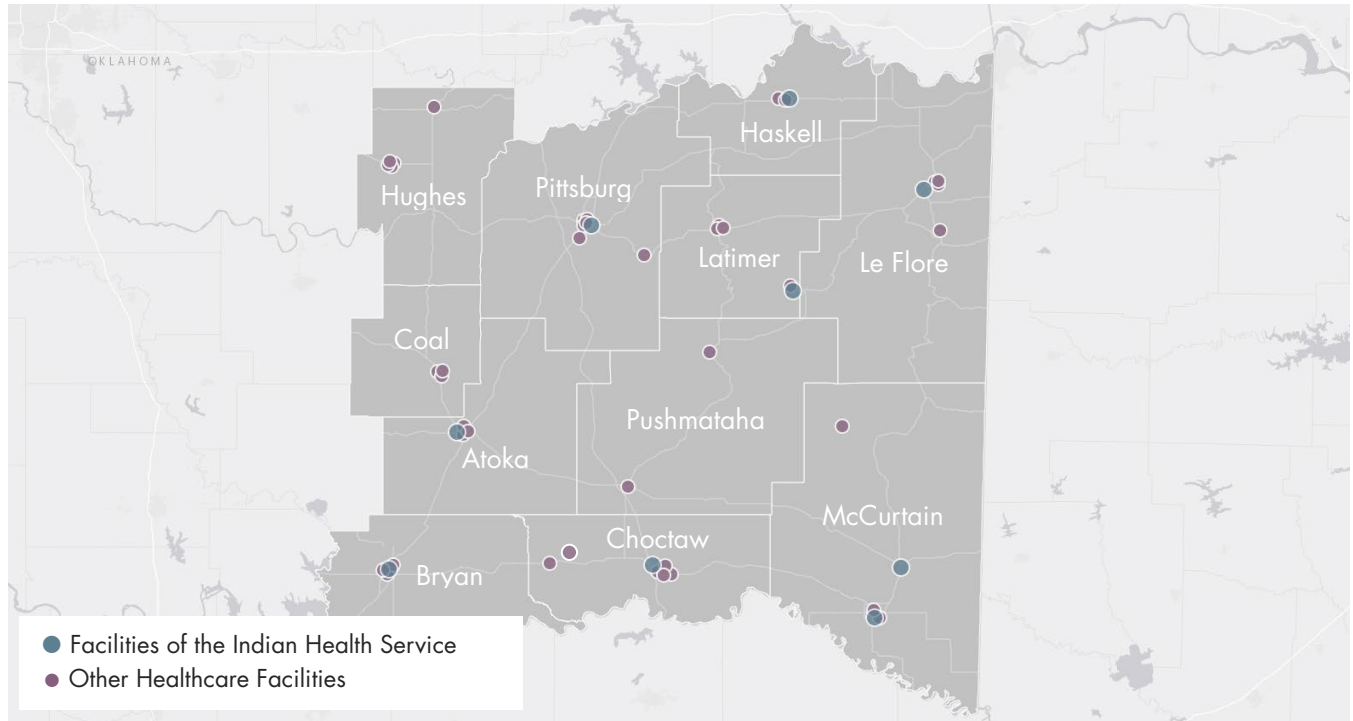 OKLAHOMA
Haskell
Hughes
Pittsburg
Latimer
Le Flore
Coal
Pushmataha
Atoka
McCurtain
Choctaw
Bryan
Facilities of the Indian Health Service
Other Healthcare Facilities